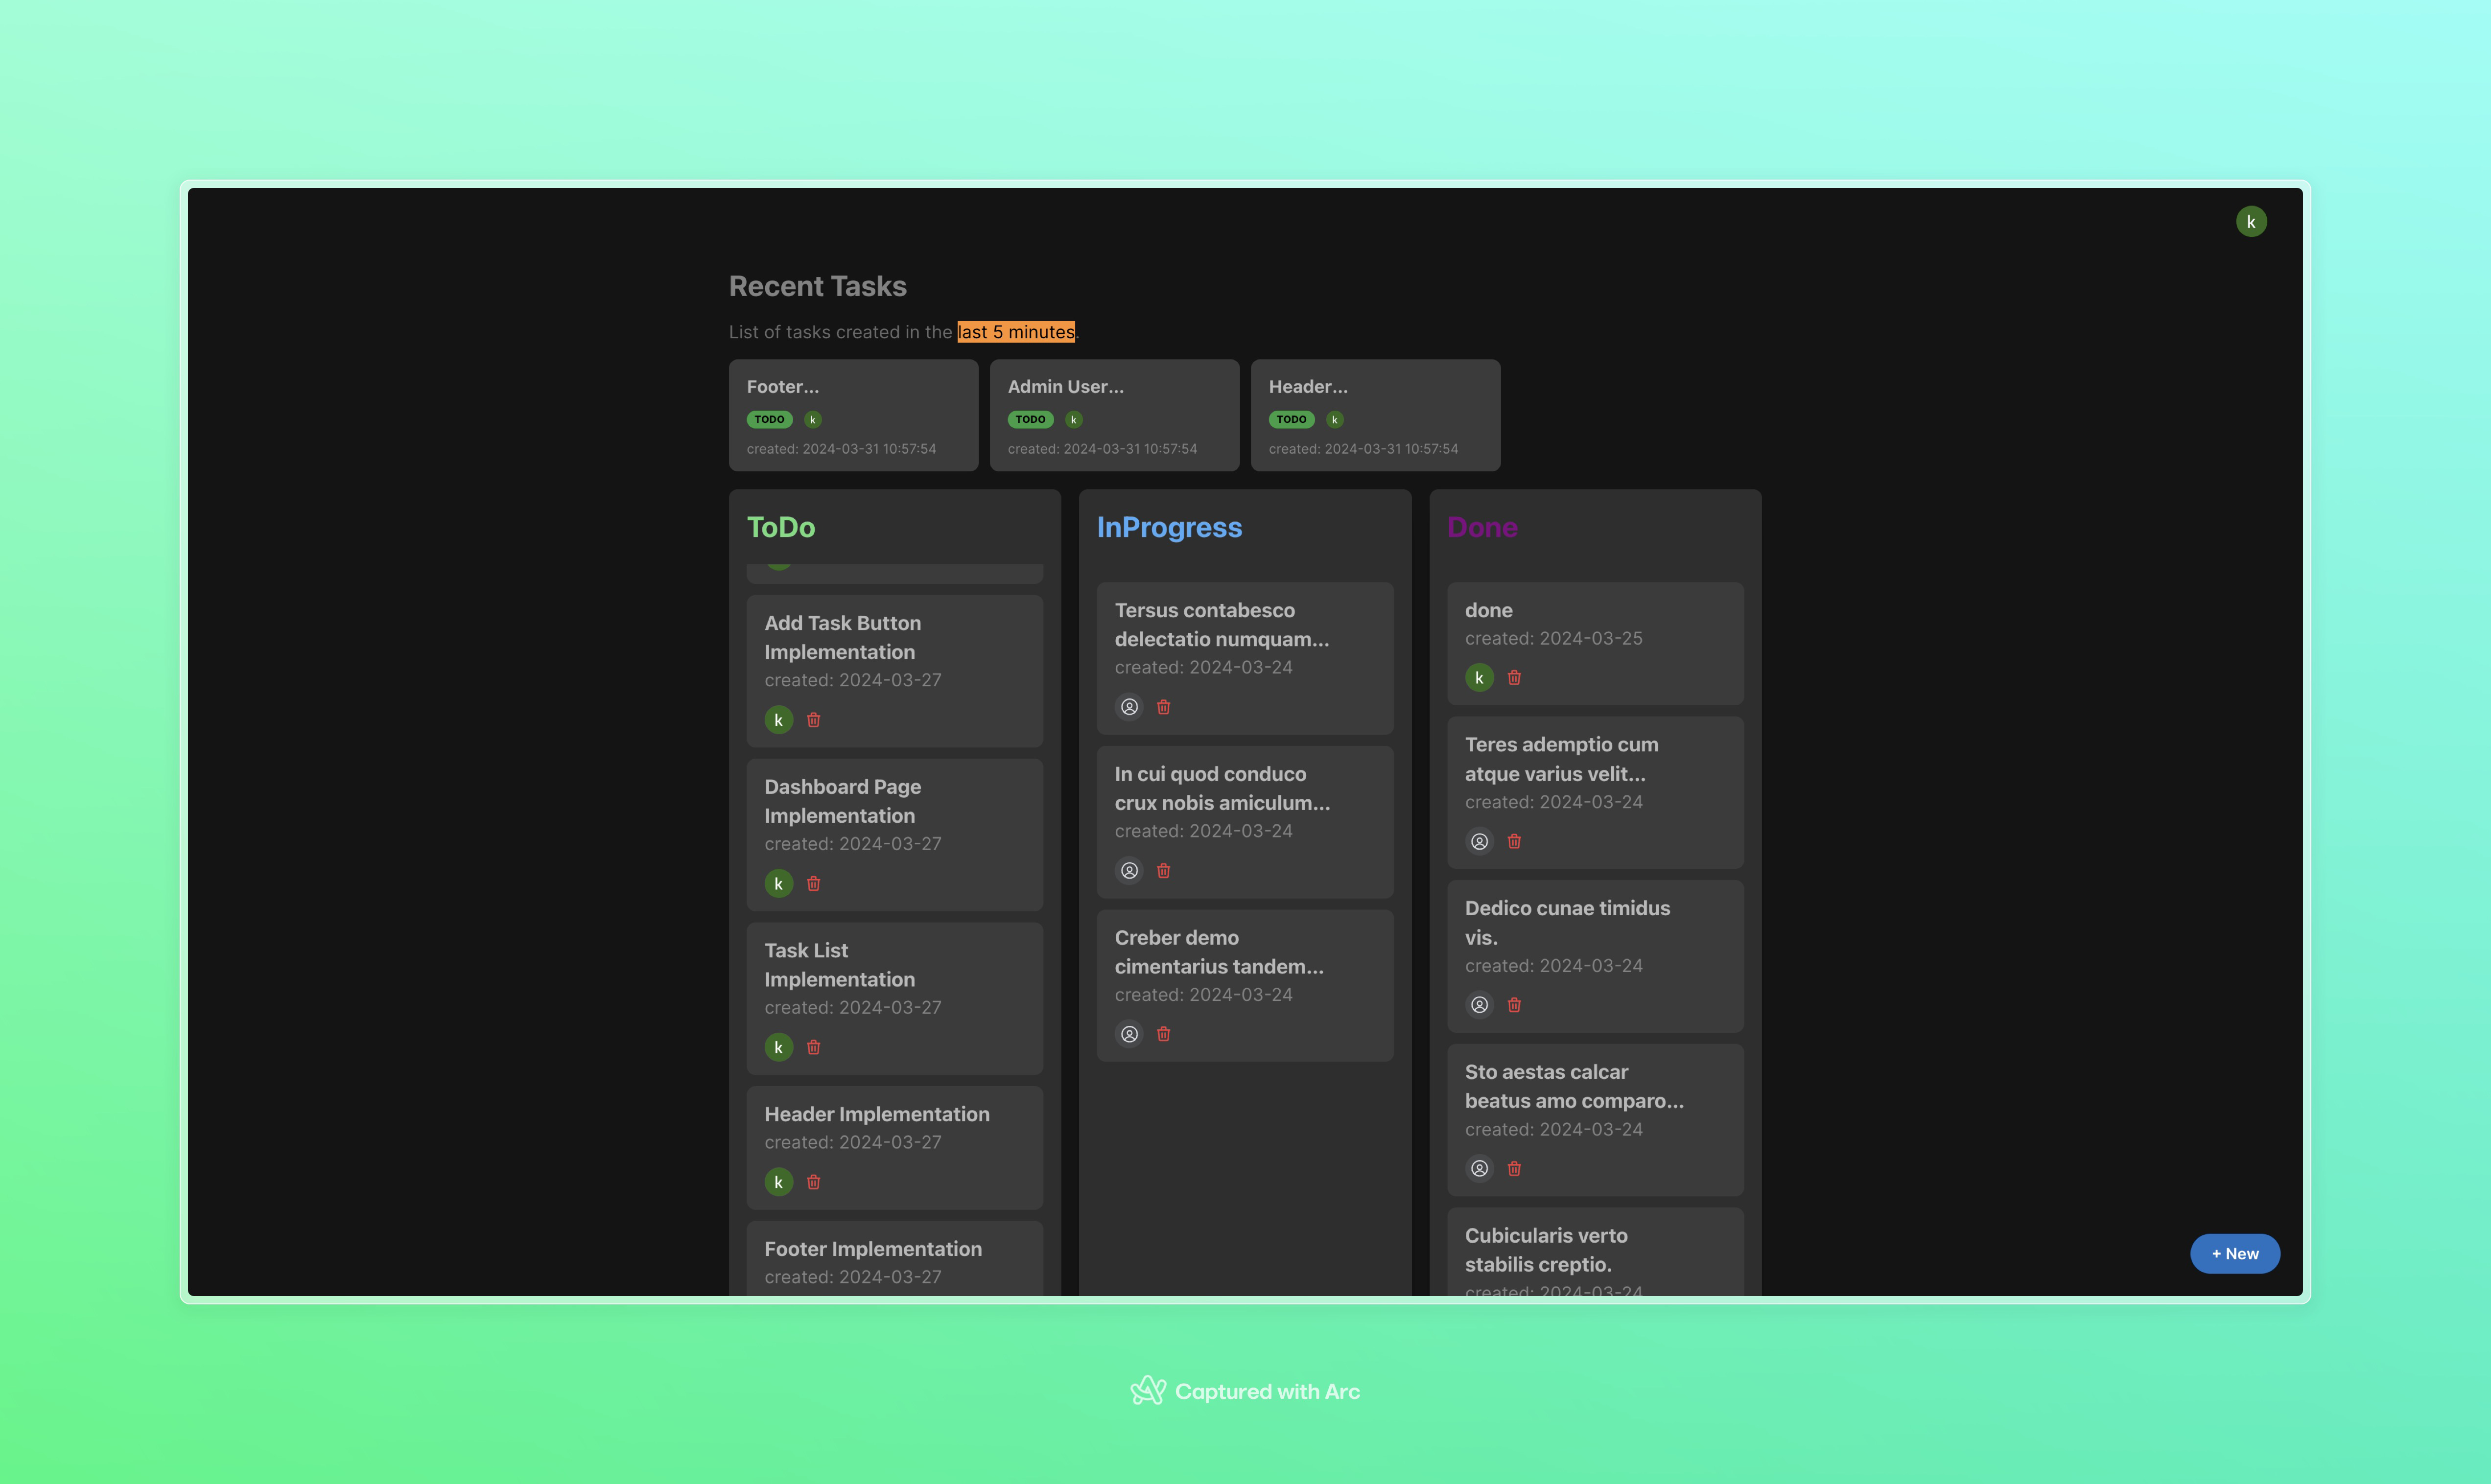 k
Recent Tasks
List of tasks created in the last 5 minutes.
Footer...
TODO k
created: 2024-03-31 10:57:54
Admin User...
TODO k
created: 2024-03-31 10:57:54
Header...
TODO k
created: 2024-03-31 10:57:54
ToDo
Add Task Button
Implementation
created: 2024-03-27
k
Dashboard Page
Implementation
created: 2024-03-27
k
Task List
Implementation
created: 2024-03-27
k
Header Implementation
created: 2024-03-27
k
Footer Implementation
created: 2024-03-27
InProgress
Tersus contabesco
delectatio numquam...
created: 2024-03-24
In cui quod conduco
crux nobis amiculum...
created: 2024-03-24
Creber demo
cimentarius tandem...
created: 2024-03-24
Done
done
created: 2024-03-25
k
Teres ademptio cum
atque varius velit...
created: 2024-03-24
Dedico cunae timidus
vis.
created: 2024-03-24
Sto aestas calcar
beatus amo comparo...
created: 2024-03-24
Cubicularis verto
stabilis creptio.
created: 2024-03-24
+ New
Captured with Arc